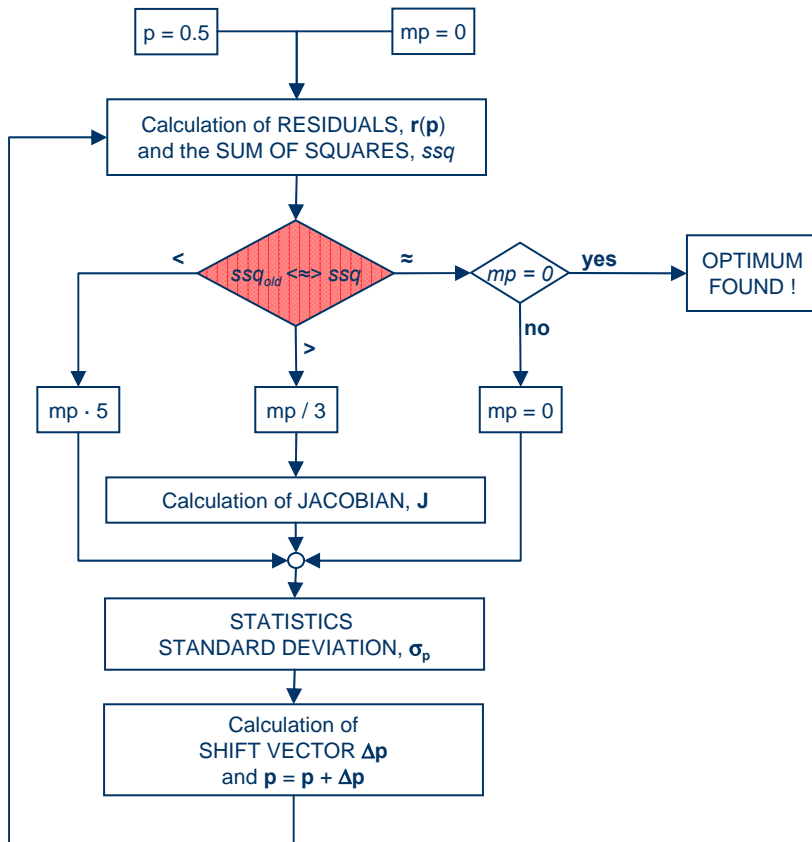 p = 0.5
mp = 0
Calculation of RESIDUALS, r(p)
and the SUM OF SQUARES, ssq
<
ssqold <≈> ssq
≈
mp = 0
yes
OPTIMUM
FOUND !
>
no
mp · 5
mp / 3
mp = 0
Calculation of JACOBIAN, J
STATISTICS
STANDARD DEVIATION, σp
Calculation of
SHIFT VECTOR Δp
and p = p + Δp